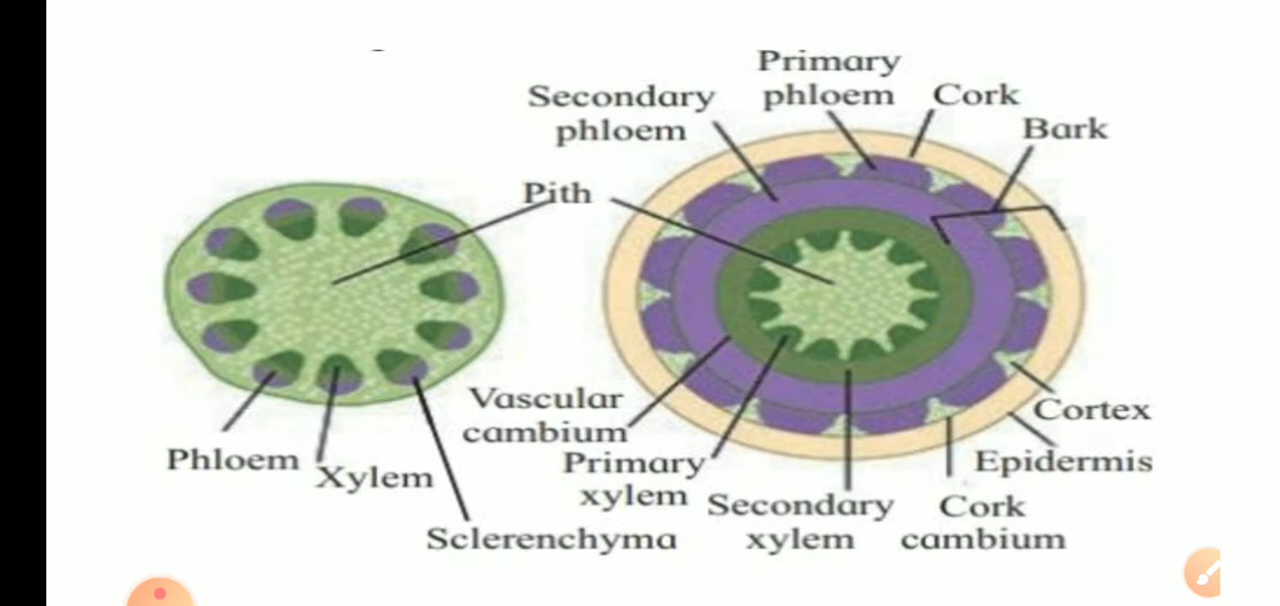 Primary
phloem
Secondary
phloem
Cork
Bark
Pith
Vascular
cambium
Cortex
Phloem
Xylem
Primary
xylem
Epidermis
Secondary
xylem
Cork
cambium
Sclerenchyma